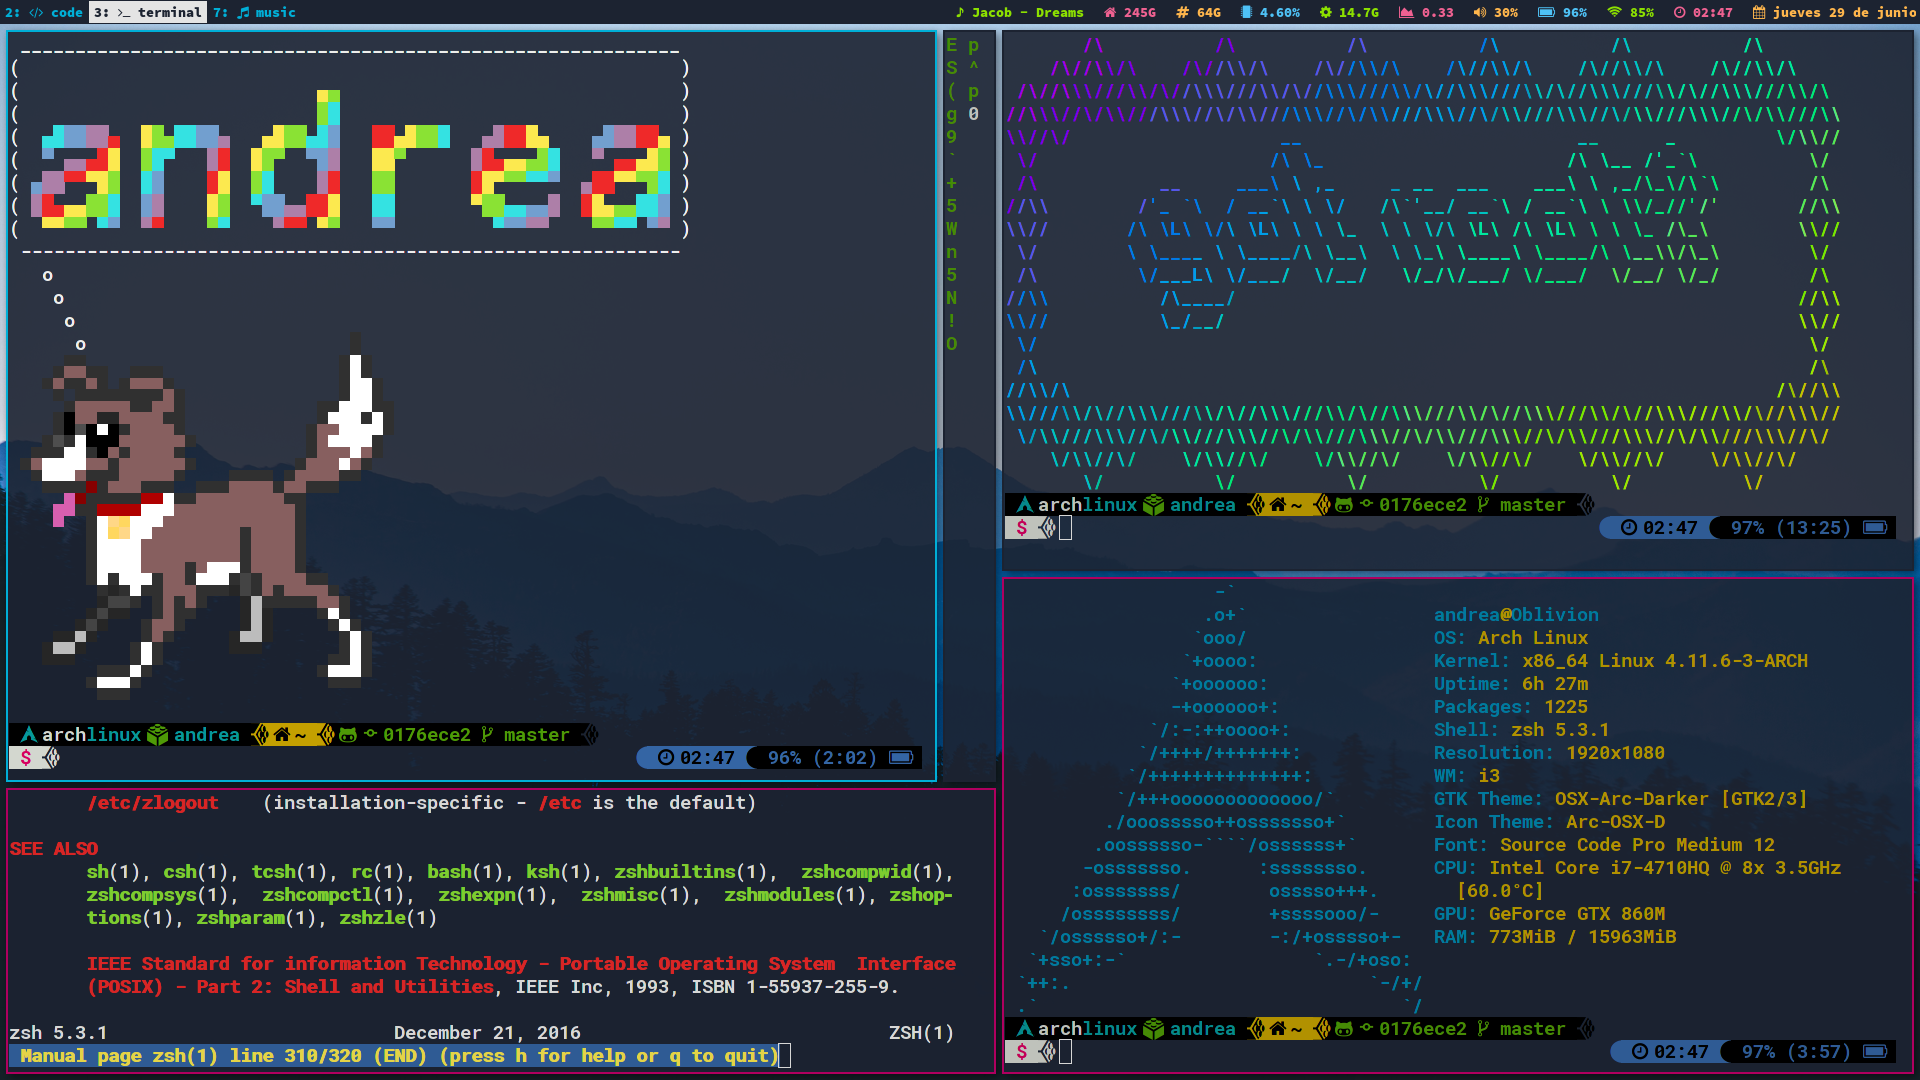 2: </> code 3: >_ terminal 7: music
Jacob - Dreams 245G 64G 4.60% 14.7G 0.33 30% 96% 85% 02:47 jueves 29 de junio
andrea
archlinux andrea ~ 0176ece2 master
$ 02:47 96% (2:02)
E p
S ^
( p
g 0
9
`
+
5
W
n
5
N
!
O
get ready
archlinux andrea ~ 0176ece2 master
$ 02:47 97% (13:25)
/etc/zlogout (installation-specific - /etc is the default)
SEE ALSO
sh(1), csh(1), tcsh(1), rc(1), bash(1), ksh(1), zshbuiltins(1), zshcompwid(1),
zshcompsys(1), zshcompctl(1), zshexpn(1), zshmisc(1), zshmodules(1), zshop-
tions(1), zshparam(1), zshzle(1)
IEEE Standard for information Technology - Portable Operating System Interface
(POSIX) - Part 2: Shell and Utilities, IEEE Inc, 1993, ISBN 1-55937-255-9.
zsh 5.3.1 December 21, 2016 ZSH(1)
Manual page zsh(1) line 310/320 (END) (press h for help or q to quit)
andrea@Oblivion
OS: Arch Linux
Kernel: x86_64 Linux 4.11.6-3-ARCH
Uptime: 6h 27m
Packages: 1225
Shell: zsh 5.3.1
Resolution: 1920x1080
WM: i3
GTK Theme: OSX-Arc-Darker [GTK2/3]
Icon Theme: Arc-OSX-D
Font: Source Code Pro Medium 12
CPU: Intel Core i7-4710HQ @ 8x 3.5GHz
[60.0°C]
GPU: GeForce GTX 860M
RAM: 773MiB / 15963MiB
archlinux andrea ~ 0176ece2 master
$ 02:47 97% (3:57)